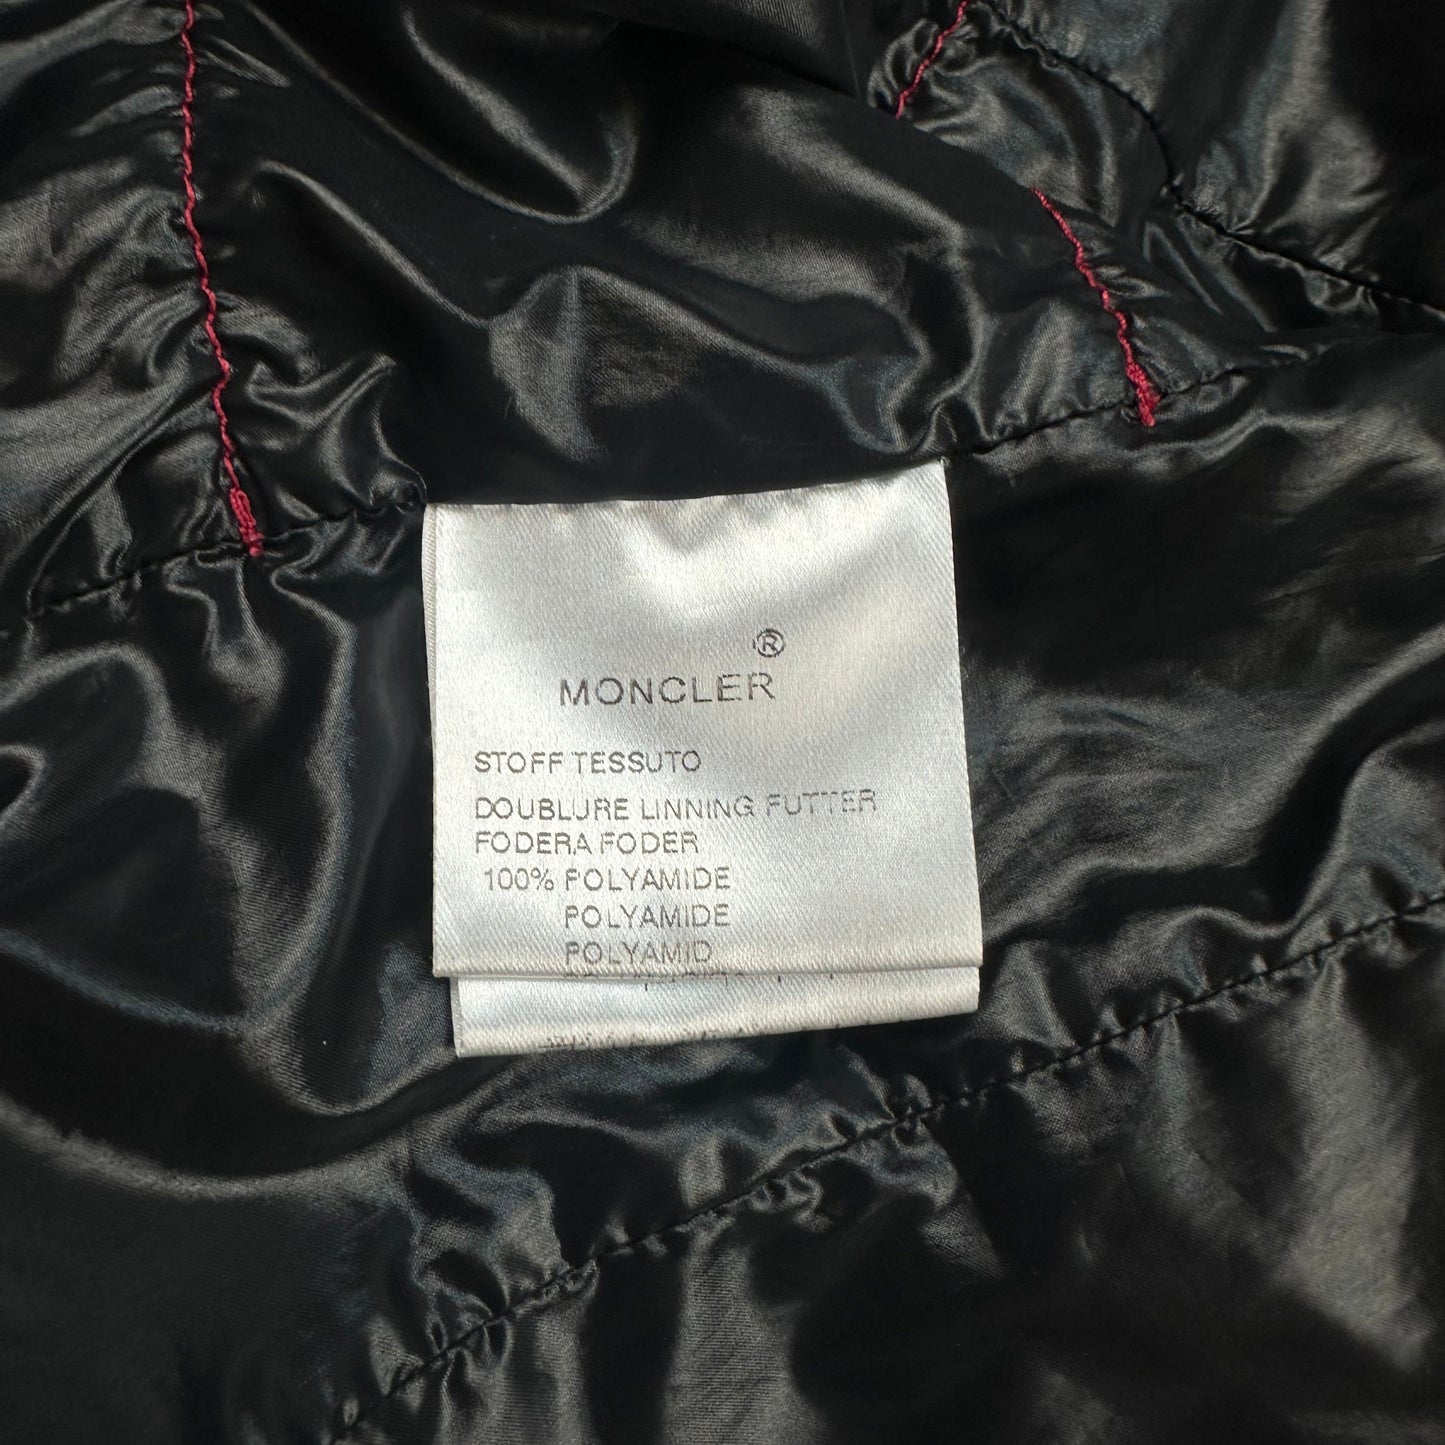 ®
MONCLER
STOFF TESSUTO
DOUBLURE LINNING FUTTER
FODERA FODER
100% POLYAMIDE
POLYAMIDE
POLYAMID